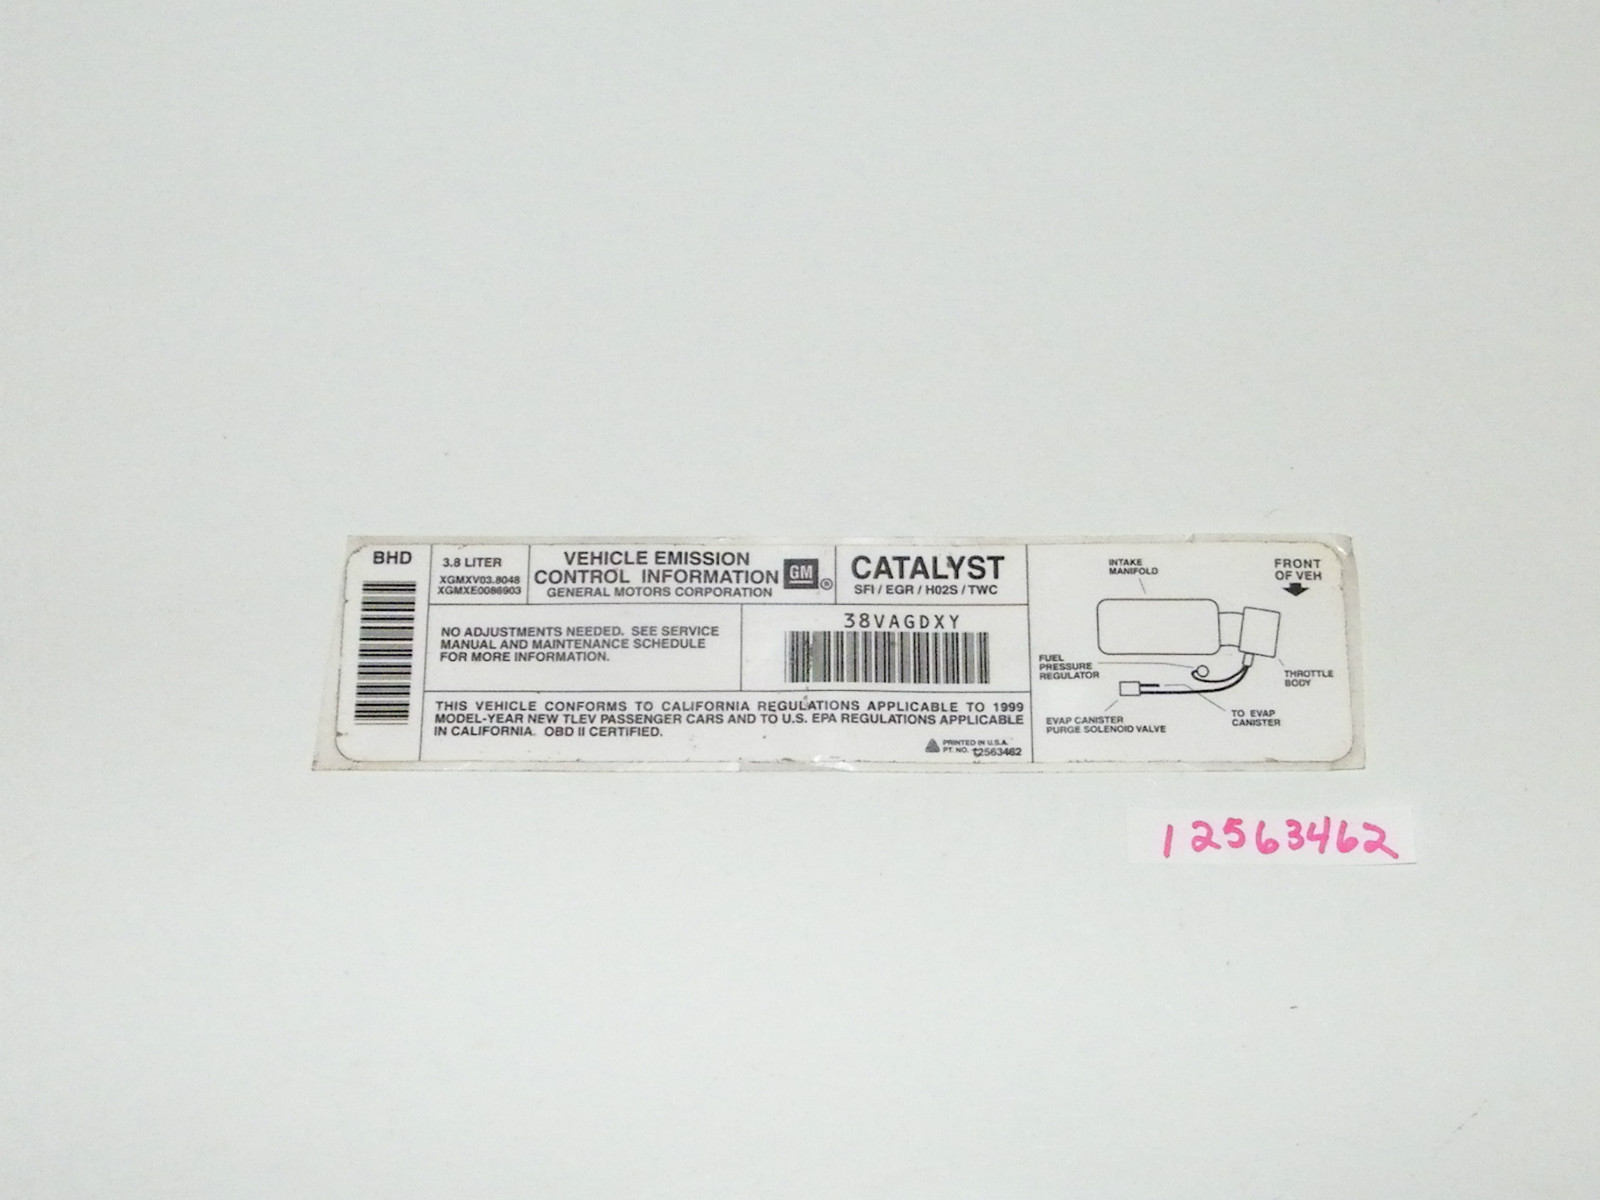 BHD
3.8 LITER
XGMXV03.8048
XGMXE0086903
VEHICLE EMISSION
CONTROL INFORMATION
GENERAL MOTORS CORPORATION
GM
®
CATALYST
SFI / EGR / H02S / TWC
NO ADJUSTMENTS NEEDED. SEE SERVICE
MANUAL AND MAINTENANCE SCHEDULE
FOR MORE INFORMATION.
38VAGDXY
THIS VEHICLE CONFORMS TO CALIFORNIA REGULATIONS APPLICABLE TO 1999
MODEL-YEAR NEW TLEV PASSENGER CARS AND TO U.S. EPA REGULATIONS APPLICABLE
IN CALIFORNIA. OBD II CERTIFIED.
PRINTED IN U.S.A.
PT. NO. 12563462
INTAKE
MANIFOLD
FRONT
OF VEH
FUEL
PRESSURE
REGULATOR
THROTTLE
BODY
EVAP CANISTER
PURGE SOLENOID VALVE
TO EVAP
CANISTER
12563462